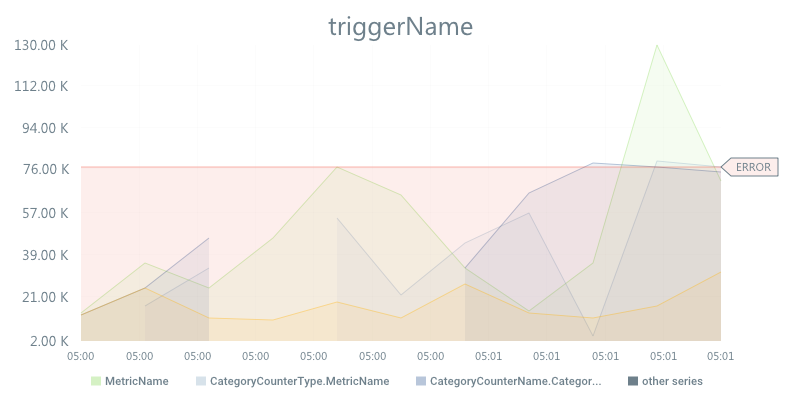 triggerName
130.00 K
112.00 K
94.00 K
76.00 K
ERROR
57.00 K
39.00 K
21.00 K
2.00 K
05:00 05:00 05:00 05:00 05:00 05:00 05:00 05:01 05:01 05:01 05:01 05:01
MetricName CategoryCounterType.MetricName CategoryCounterName.Categor... other series